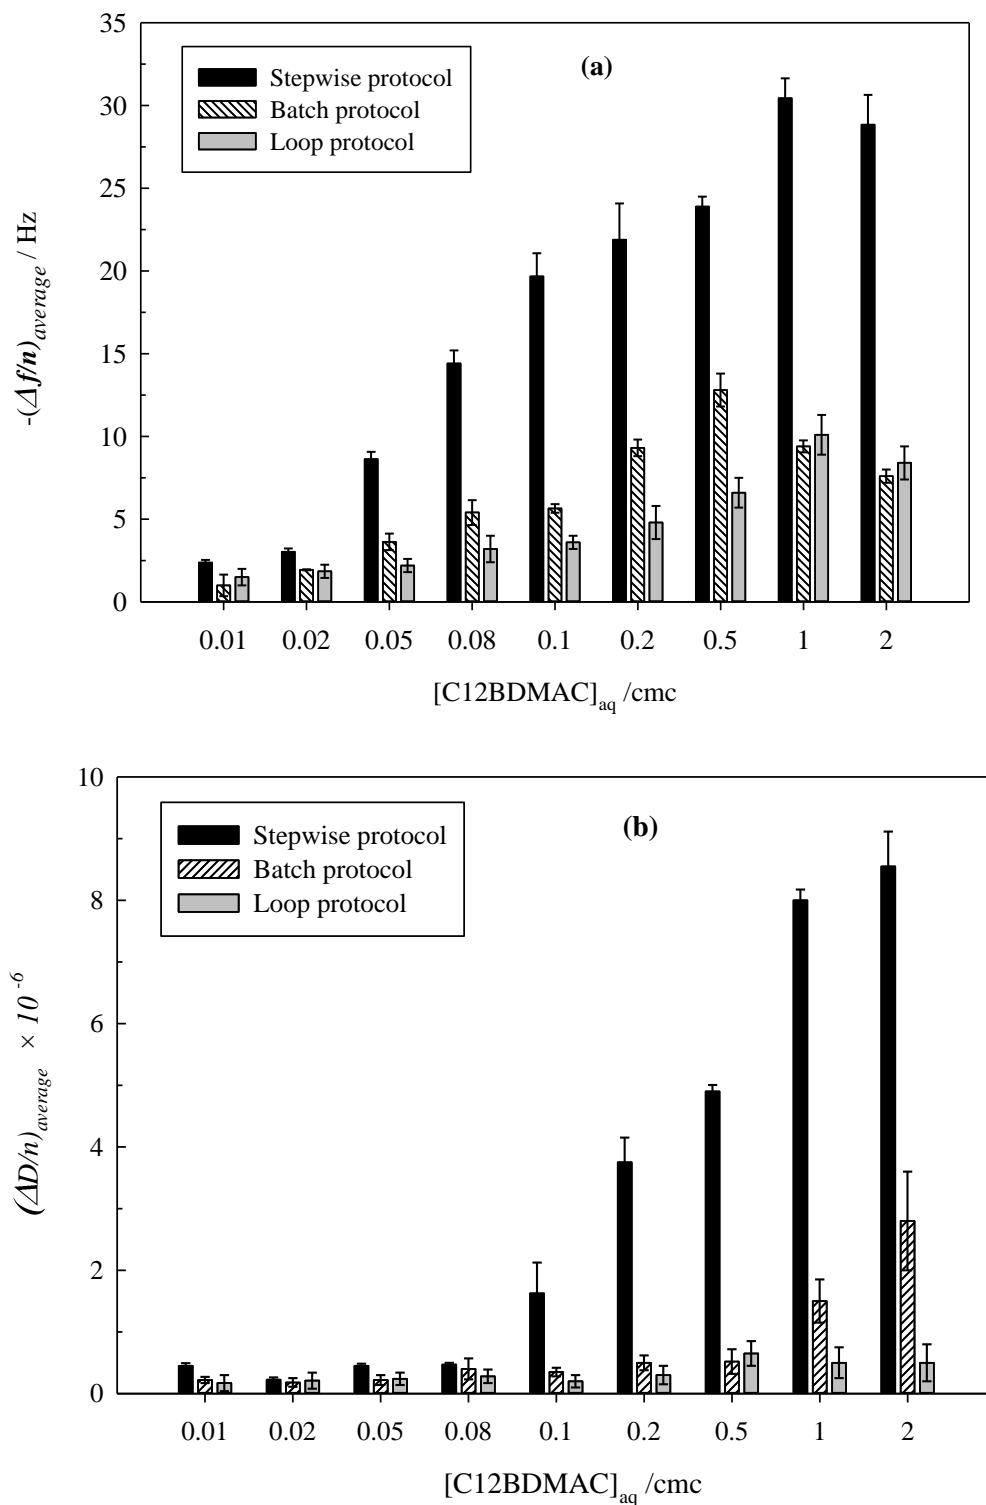 (a)
Stepwise protocol
Batch protocol
Loop protocol
35
30
25
20
15
10
5
0
-(Δf/n)average / Hz
0.01 0.02 0.05 0.08 0.1 0.2 0.5 1 2
[C12BDMAC]aq /cmc
(b)
Stepwise protocol
Batch protocol
Loop protocol
10
8
6
4
2
0
(ΔD/n)average × 10-6
0.01 0.02 0.05 0.08 0.1 0.2 0.5 1 2
[C12BDMAC]aq /cmc